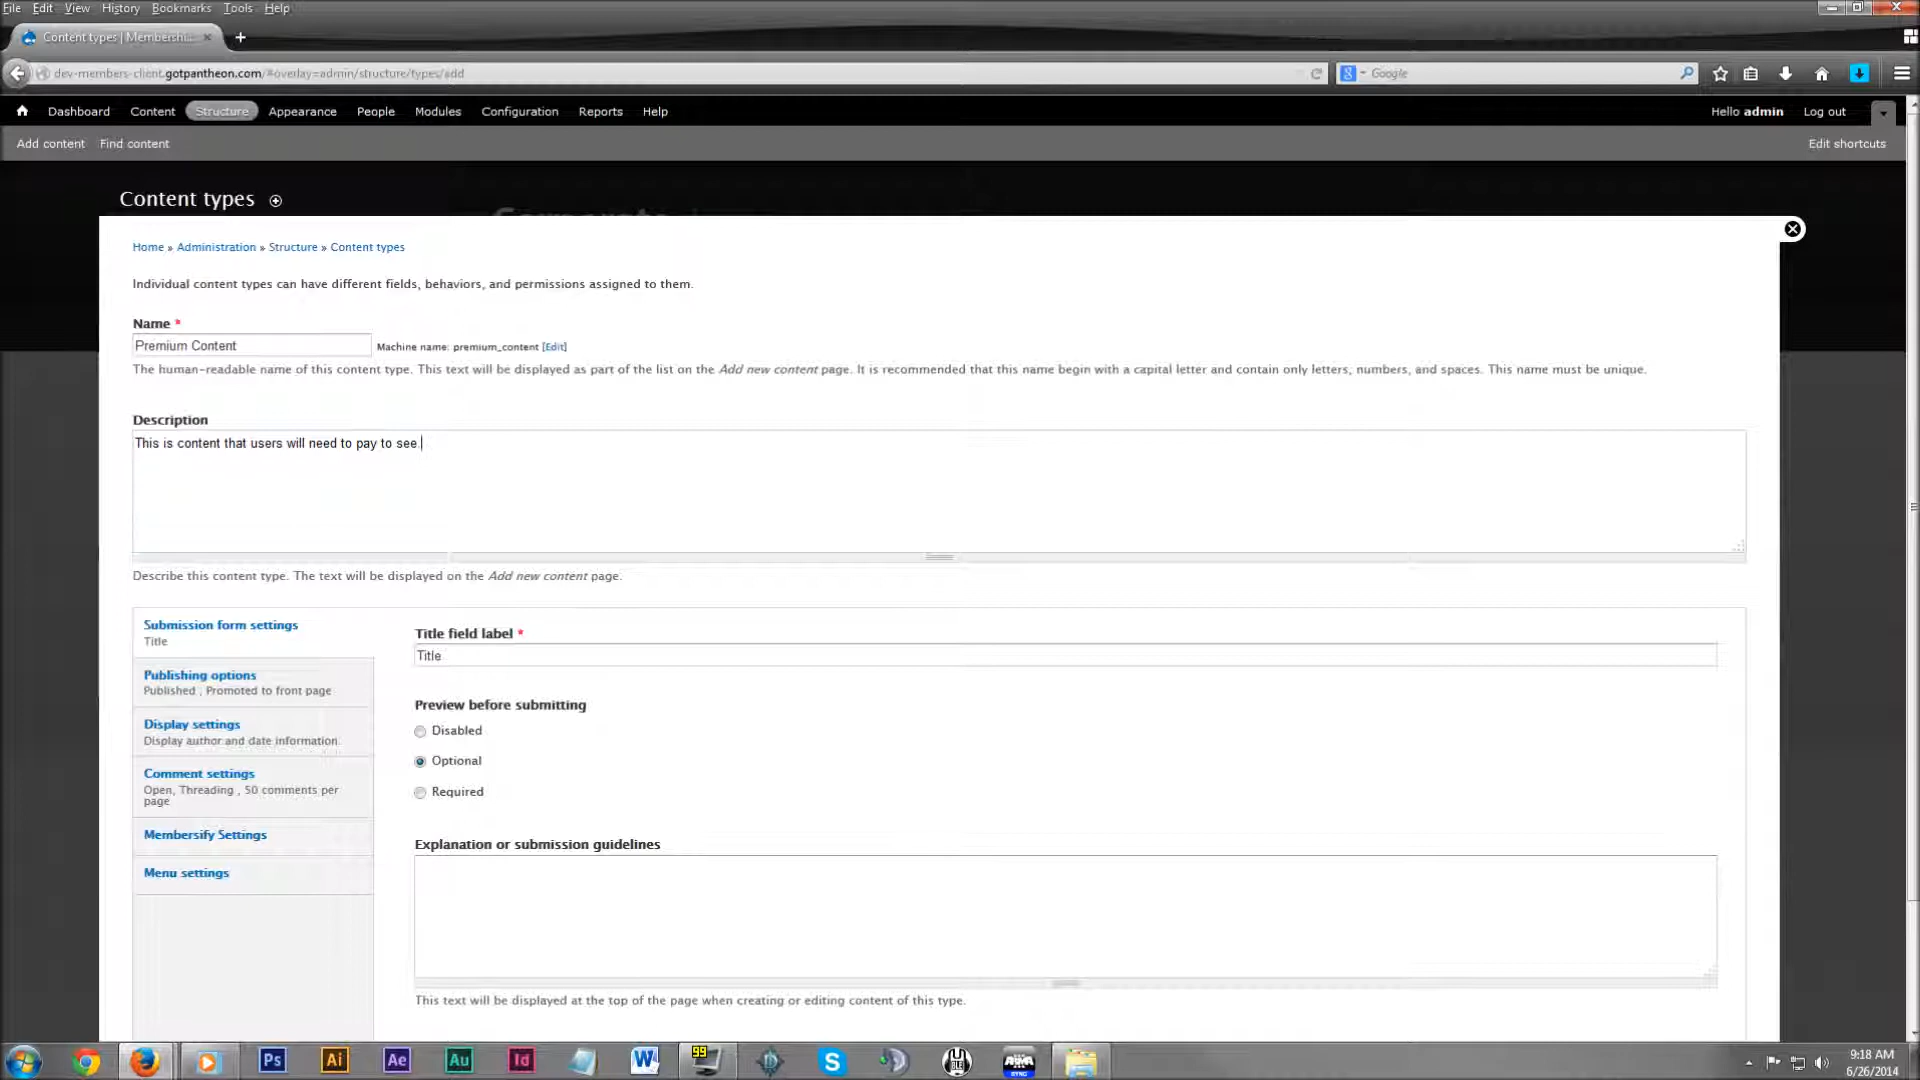 File Edit View History Bookmarks Tools Help
Content types | Membershi...
dev-members-client.gotpantheon.com/#overlay=admin/structure/types/add
Google
Dashboard Content Structure Appearance People Modules Configuration Reports Help
Hello admin Log out
Add content Find content
Edit shortcuts
Content types
Home » Administration » Structure » Content types
Individual content types can have different fields, behaviors, and permissions assigned to them.
Name *
Premium Content
Machine name: premium_content [Edit]
The human-readable name of this content type. This text will be displayed as part of the list on the Add new content page. It is recommended that this name begin with a capital letter and contain only letters, numbers, and spaces. This name must be unique.
Description
This is content that users will need to pay to see.
Describe this content type. The text will be displayed on the Add new content page.
Submission form settings
Title
Publishing options
Published , Promoted to front page
Display settings
Display author and date information.
Comment settings
Open, Threading , 50 comments per
page
Membersify Settings
Menu settings
Title field label *
Title
Preview before submitting
Disabled
Optional
Required
Explanation or submission guidelines
This text will be displayed at the top of the page when creating or editing content of this type.
Ps Ai Ae Au Id W 99 S
9:18 AM
6/26/2014